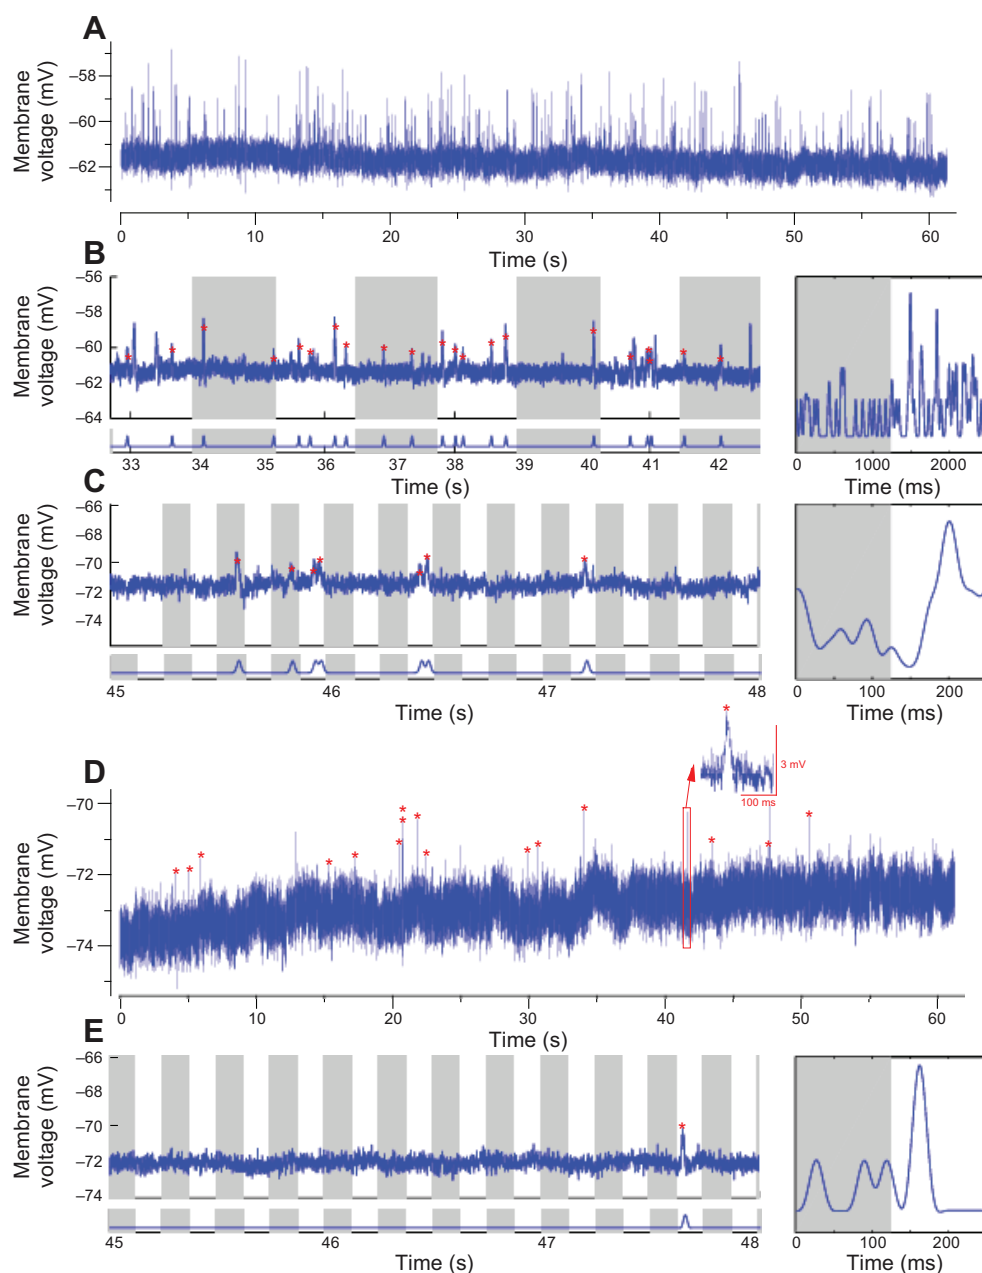 A
Membrane
voltage (mV)
–58
–60
–62
0 10 20 30 40 50 60
Time (s)
B
Membrane
voltage (mV)
–56
–58
–60
–62
–64
33 34 35 36 37 38 39 40 41 42
Time (s)
0 1000 2000
Time (ms)
C
Membrane
voltage (mV)
–66
–68
–70
–72
–74
45 46 47 48
Time (s)
0 100 200
Time (ms)
D
Membrane
voltage (mV)
–70
–72
–74
*
3 mV
100 ms
0 10 20 30 40 50 60
Time (s)
E
Membrane
voltage (mV)
–66
–68
–70
–72
–74
45 46 47 48
Time (s)
0 100 200
Time (ms)